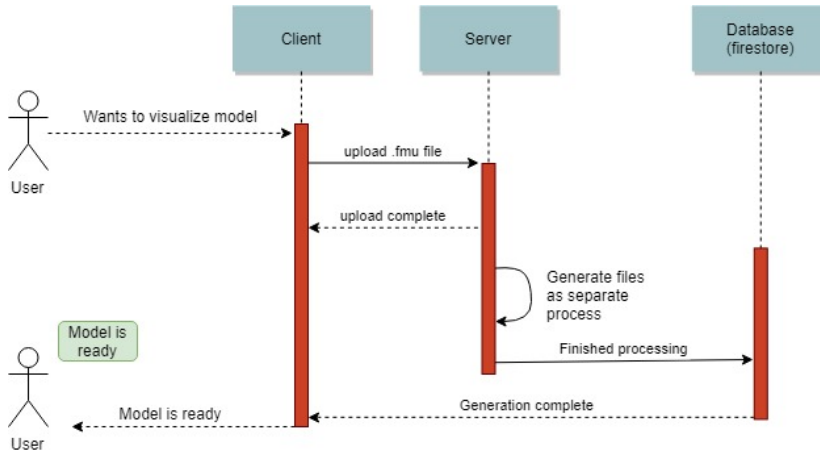 Client
Server
Database
(firestore)
Wants to visualize model
User
upload .fmu file
upload complete
Generate files
as separate
process
Model is
ready
Finished processing
Generation complete
Model is ready
User